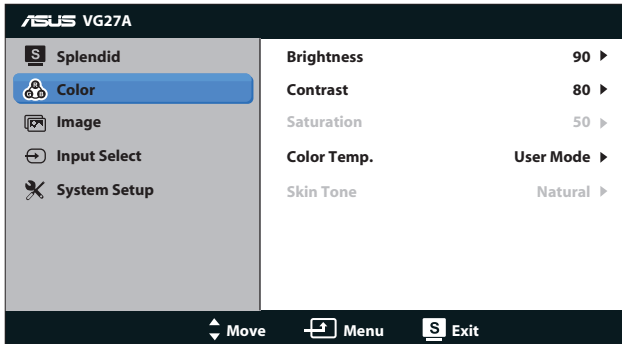 ASUS VG27A
S Splendid
Color
Image
Input Select
System Setup
Brightness 90
Contrast 80
Saturation 50
Color Temp. User Mode
Skin Tone Natural
Move Menu S Exit